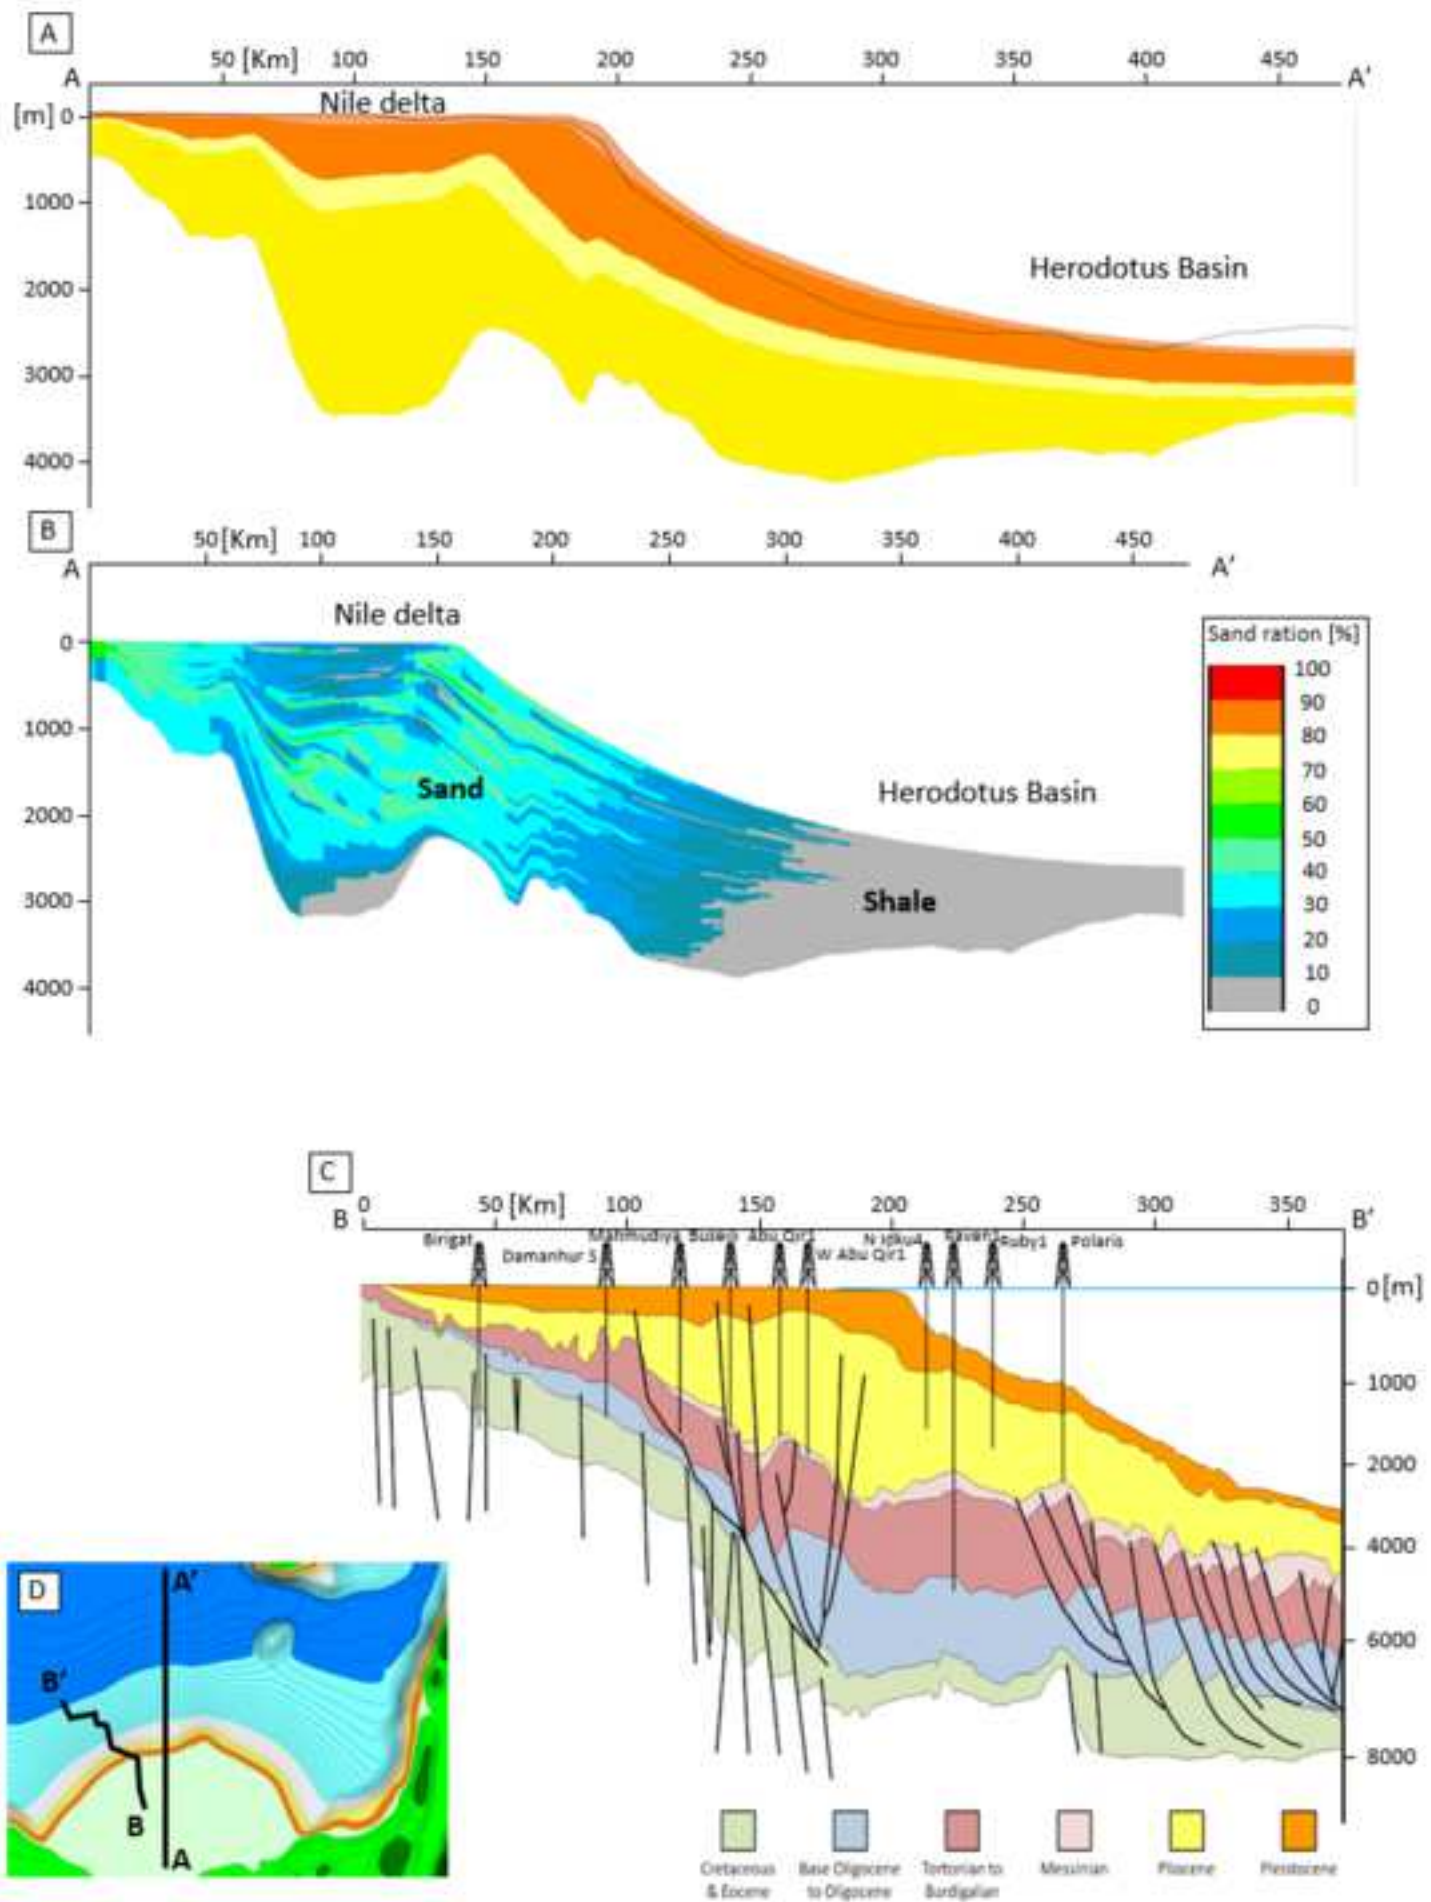 A
50 [Km] 100 150 200 250 300 350 400 450
A A'
Nile delta
[m] 0
1000
Herodotus Basin
2000
3000
4000
B
50 [Km] 100 150 200 250 300 350 400 450
A A'
Nile delta
0
Sand ration [%]
100
90
1000
80
Sand
Herodotus Basin
70
2000
60
50
40
3000
Shale
30
20
10
4000
0
C
0 50 [Km] 100 150 200 250 300 350
B B'
Birigat Mahmudiya Buseili Abu Qir1 N Idku4 Raven1 Ruby1 Polaris
Damanhur S W Abu Qir1
0 [m]
1000
2000
4000
D
A'
6000
B'
8000
B
A
Cretaceous Base Oligocene Tortonian to Messinian Pliocene Pleistocene
& Eocene to Oligocene Burdigalian